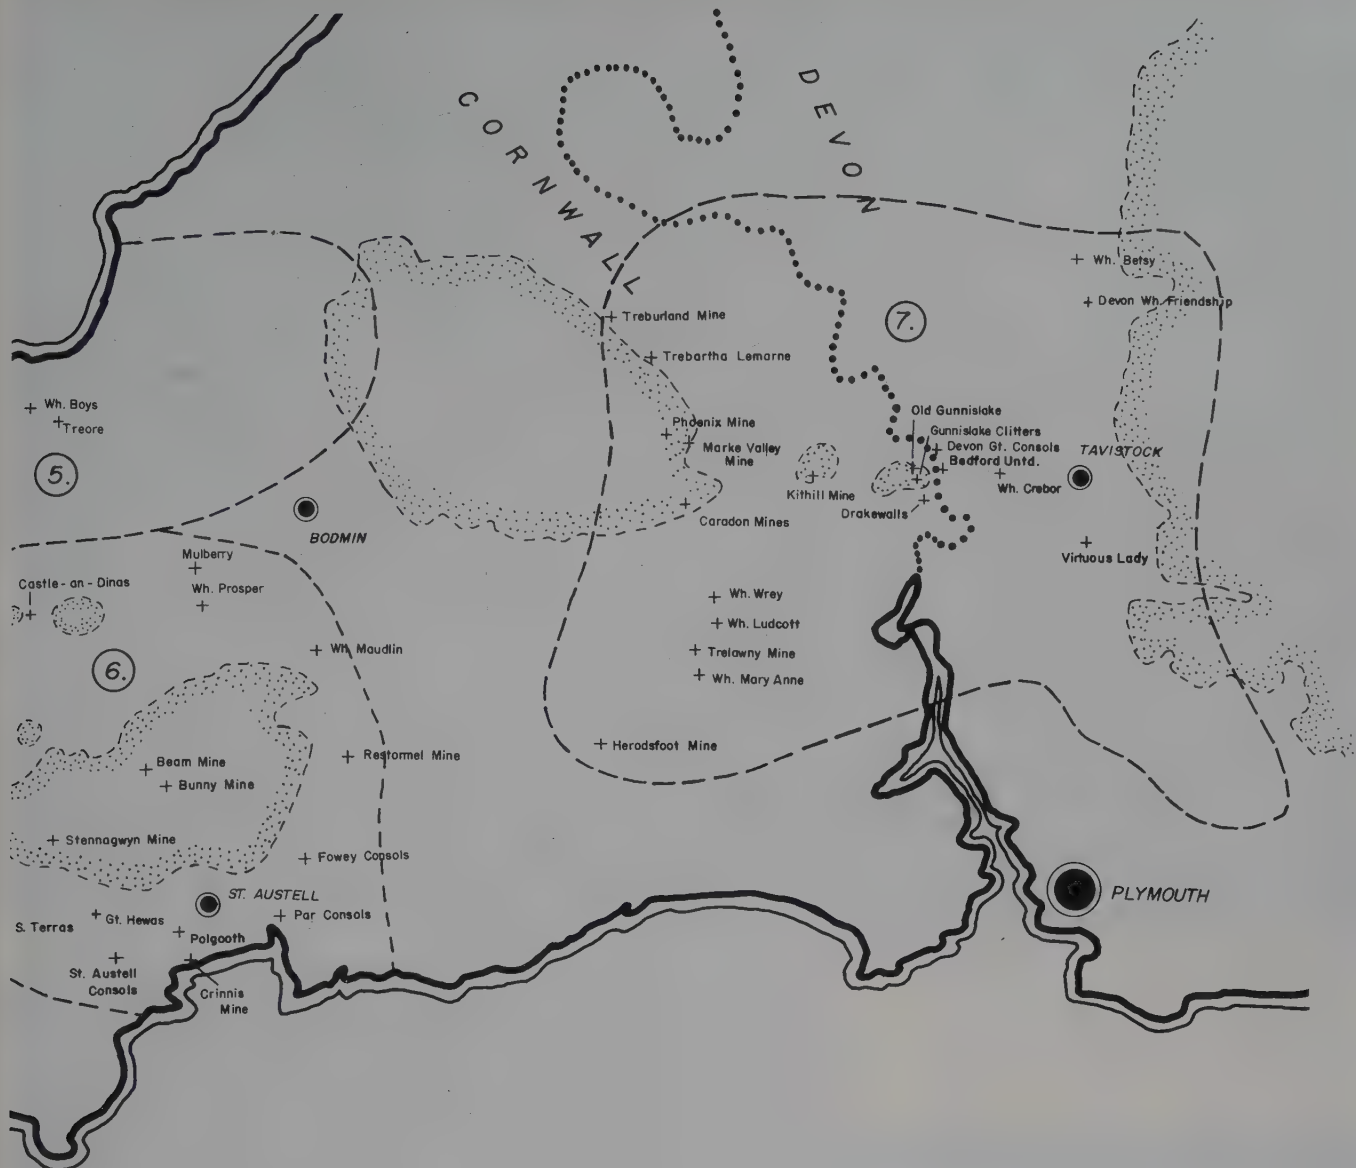 CORNWALL
DEVON
Wh. Betsy
7.
Devon Wh. Friendship
Treburland Mine
Trebartha Lemarne
Wh. Boys
Treore
5.
Old Gunnislake
Phoenix Mine
Gunnislake Clitters
Marke Valley
Mine
Devon Gt. Consols
TAVISTOCK
Bedford Untd.
Wh. Crebor
Kithill Mine
Drakewalls
Caradon Mines
BODMIN
Virtuous Lady
Mulberry
Castle-an-Dinas
Wh. Prosper
Wh. Wrey
Wh. Ludcott
6.
Wh. Maudlin
Trelawny Mine
Wh. Mary Anne
Herodsfoot Mine
Restormel Mine
Beam Mine
Bunny Mine
Stennagwyn Mine
Fowey Consols
ST. AUSTELL
PLYMOUTH
Gt. Hewas
Par Consols
S. Terras
Polgooth
St. Austell
Consols
Crinnis
Mine